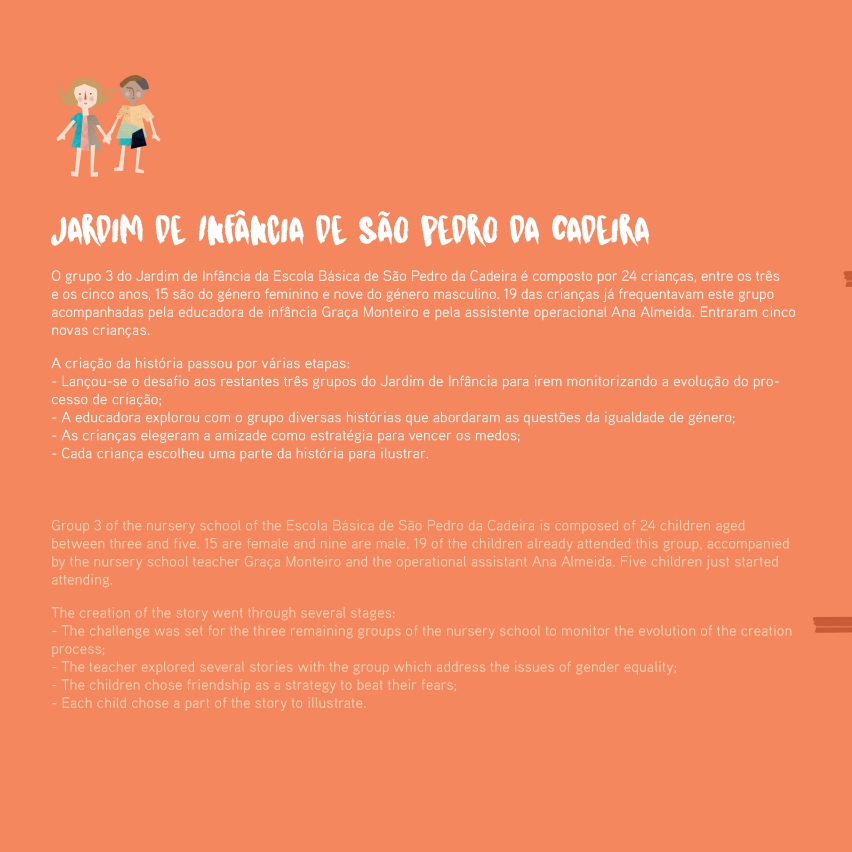 JARDIM DE INFÂNCIA DE SÃO PEDRO DA CADEIRA
O grupo 3 do Jardim de Infância da Escola Básica de São Pedro da Cadeira é composto por 24 crianças, entre os três
e os cinco anos, 15 são do género feminino e nove do género masculino. 19 das crianças já frequentavam este grupo
acompanhadas pela educadora de infância Graça Monteiro e pela assistente operacional Ana Almeida. Entraram cinco
novas crianças.
A criação da história passou por várias etapas:
- Lançou-se o desafio aos restantes três grupos do Jardim de Infância para irem monitorizando a evolução do pro-
cesso de criação;
- A educadora explorou com o grupo diversas histórias que abordaram as questões da igualdade de género;
- As crianças elegeram a amizade como estratégia para vencer os medos;
- Cada criança escolheu uma parte da história para ilustrar.
Group 3 of the nursery school of the Escola Básica de São Pedro da Cadeira is composed of 24 children aged
between three and five. 15 are female and nine are male. 19 of the children already attended this group, accompanied
by the nursery school teacher Graça Monteiro and the operational assistant Ana Almeida. Five children just started
attending.
The creation of the story went through several stages:
- The challenge was set for the three remaining groups of the nursery school to monitor the evolution of the creation
process;
- The teacher explored several stories with the group which address the issues of gender equality;
- The children chose friendship as a strategy to beat their fears;
- Each child chose a part of the story to illustrate.